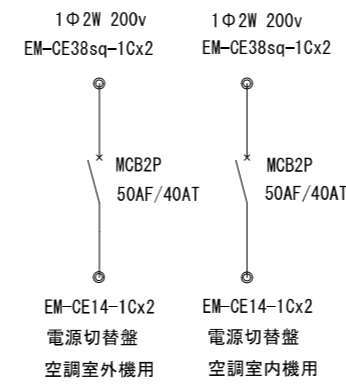 1Φ2W 200v
EM-CE38sq-1Cx2
MCB2P
50AF/40AT
EM-CE14-1Cx2
電源切替盤
空調室外機用
1Φ2W 200v
EM-CE38sq-1Cx2
MCB2P
50AF/40AT
EM-CE14-1Cx2
電源切替盤
空調室内機用